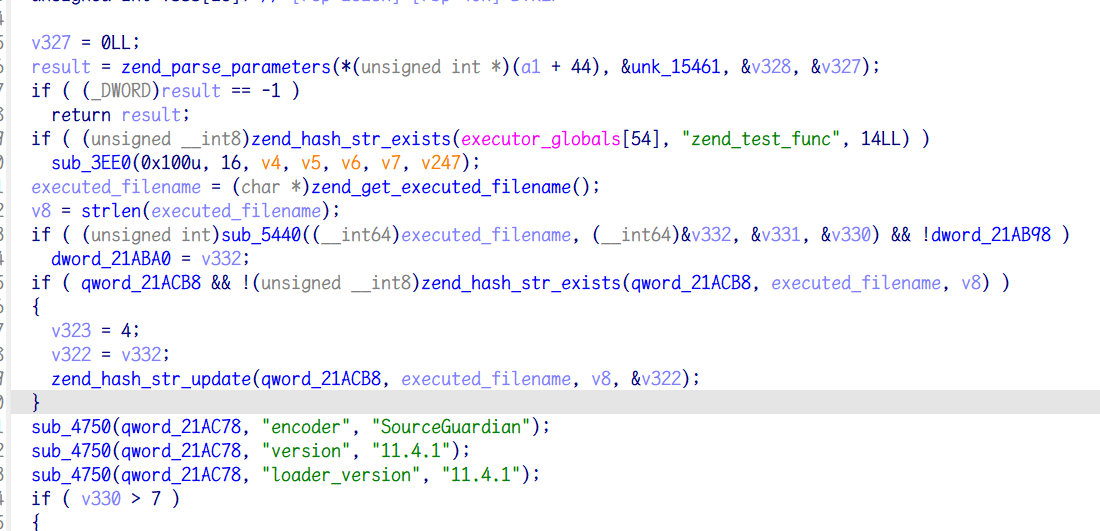 v327 = 0LL;
result = zend_parse_parameters(*(unsigned int *)(a1 + 44), &unk_15461, &v328, &v327);
if ( (_DWORD)result == -1 )
return result;
if ( (unsigned __int8)zend_hash_str_exists(executor_globals[54], "zend_test_func", 14LL) )
sub_3EE0(0x100u, 16, v4, v5, v6, v7, v247);
executed_filename = (char *)zend_get_executed_filename();
v8 = strlen(executed_filename);
if ( (unsigned int)sub_5440((__int64)executed_filename, (__int64)&v332, &v331, &v330) && !dword_21AB98 )
dword_21ABA0 = v332;
if ( qword_21ACB8 && !(unsigned __int8)zend_hash_str_exists(qword_21ACB8, executed_filename, v8) )
{
v323 = 4;
v322 = v332;
zend_hash_str_update(qword_21ACB8, executed_filename, v8, &v322);
}
sub_4750(qword_21AC78, "encoder", "SourceGuardian");
sub_4750(qword_21AC78, "version", "11.4.1");
sub_4750(qword_21AC78, "loader_version", "11.4.1");
if ( v330 > 7 )
{